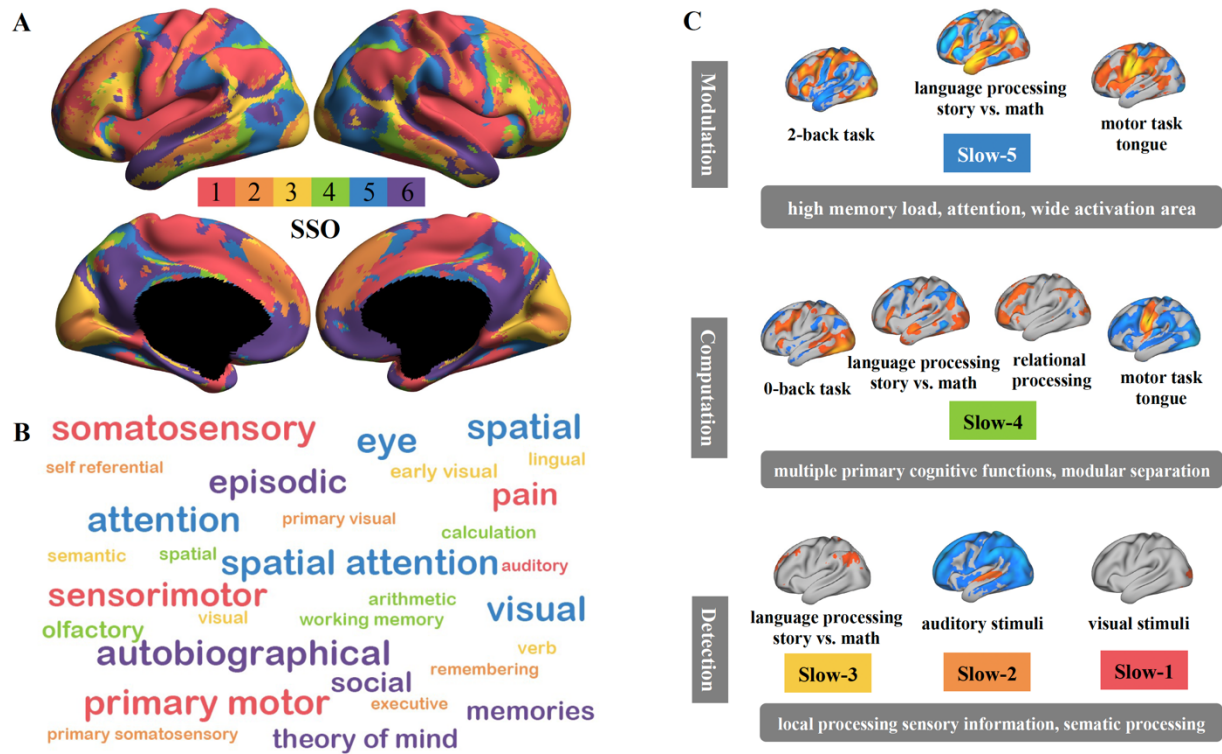 A
1 2 3 4 5 6
SSO
B
somatosensory
eye
spatial
self referential
early visual
lingual
episodic
pain
attention
primary visual
calculation
semantic
spatial
spatial attention
auditory
sensorimotor
arithmetic
visual
visual
working memory
olfactory
autobiographical
verb
remembering
social
primary motor
executive
memories
primary somatosensory
theory of mind
C
Modulation
2-back task
language processing
story vs. math
motor task
tongue
Slow-5
high memory load, attention, wide activation area
Computation
0-back task
language processing
story vs. math
relational
processing
motor task
tongue
Slow-4
multiple primary cognitive functions, modular separation
Detection
language processing
story vs. math
auditory stimuli
visual stimuli
Slow-3
Slow-2
Slow-1
local processing sensory information, sematic processing